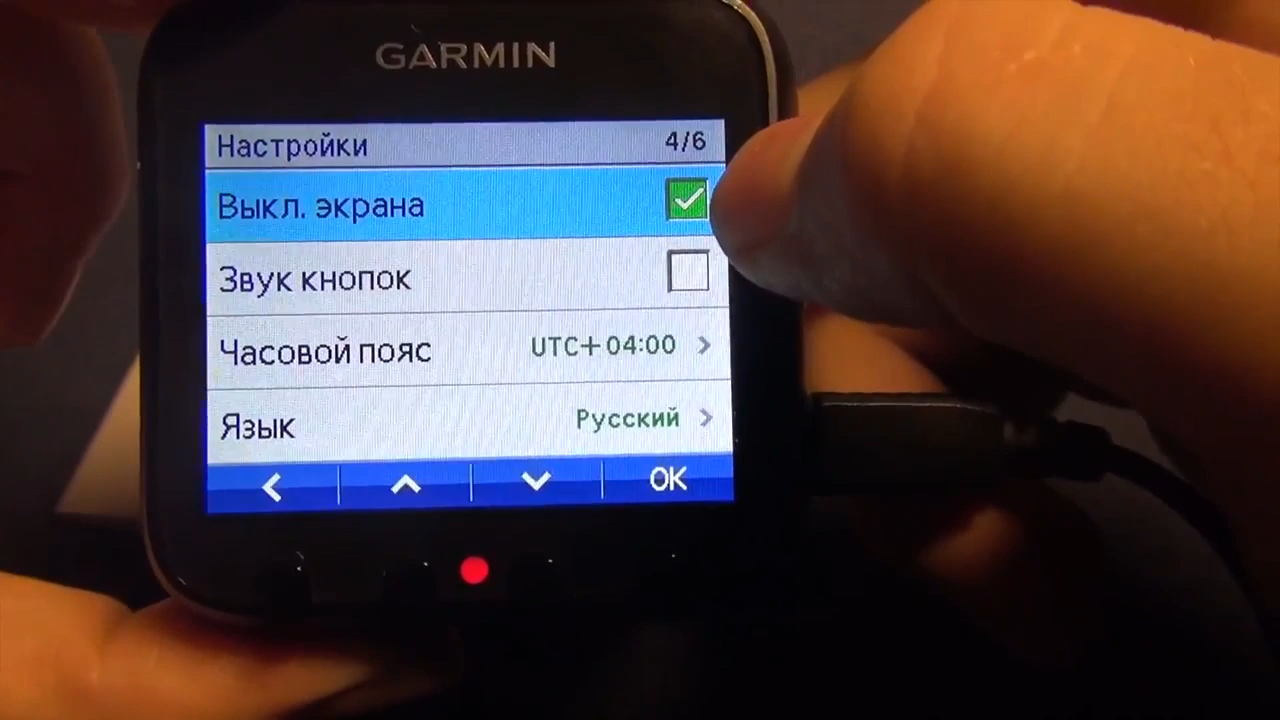 GARMIN
Настройки 4/6
Выкл. экрана
Звук кнопок
Часовой пояс UTC+04:00 >
Язык Русский >
OK